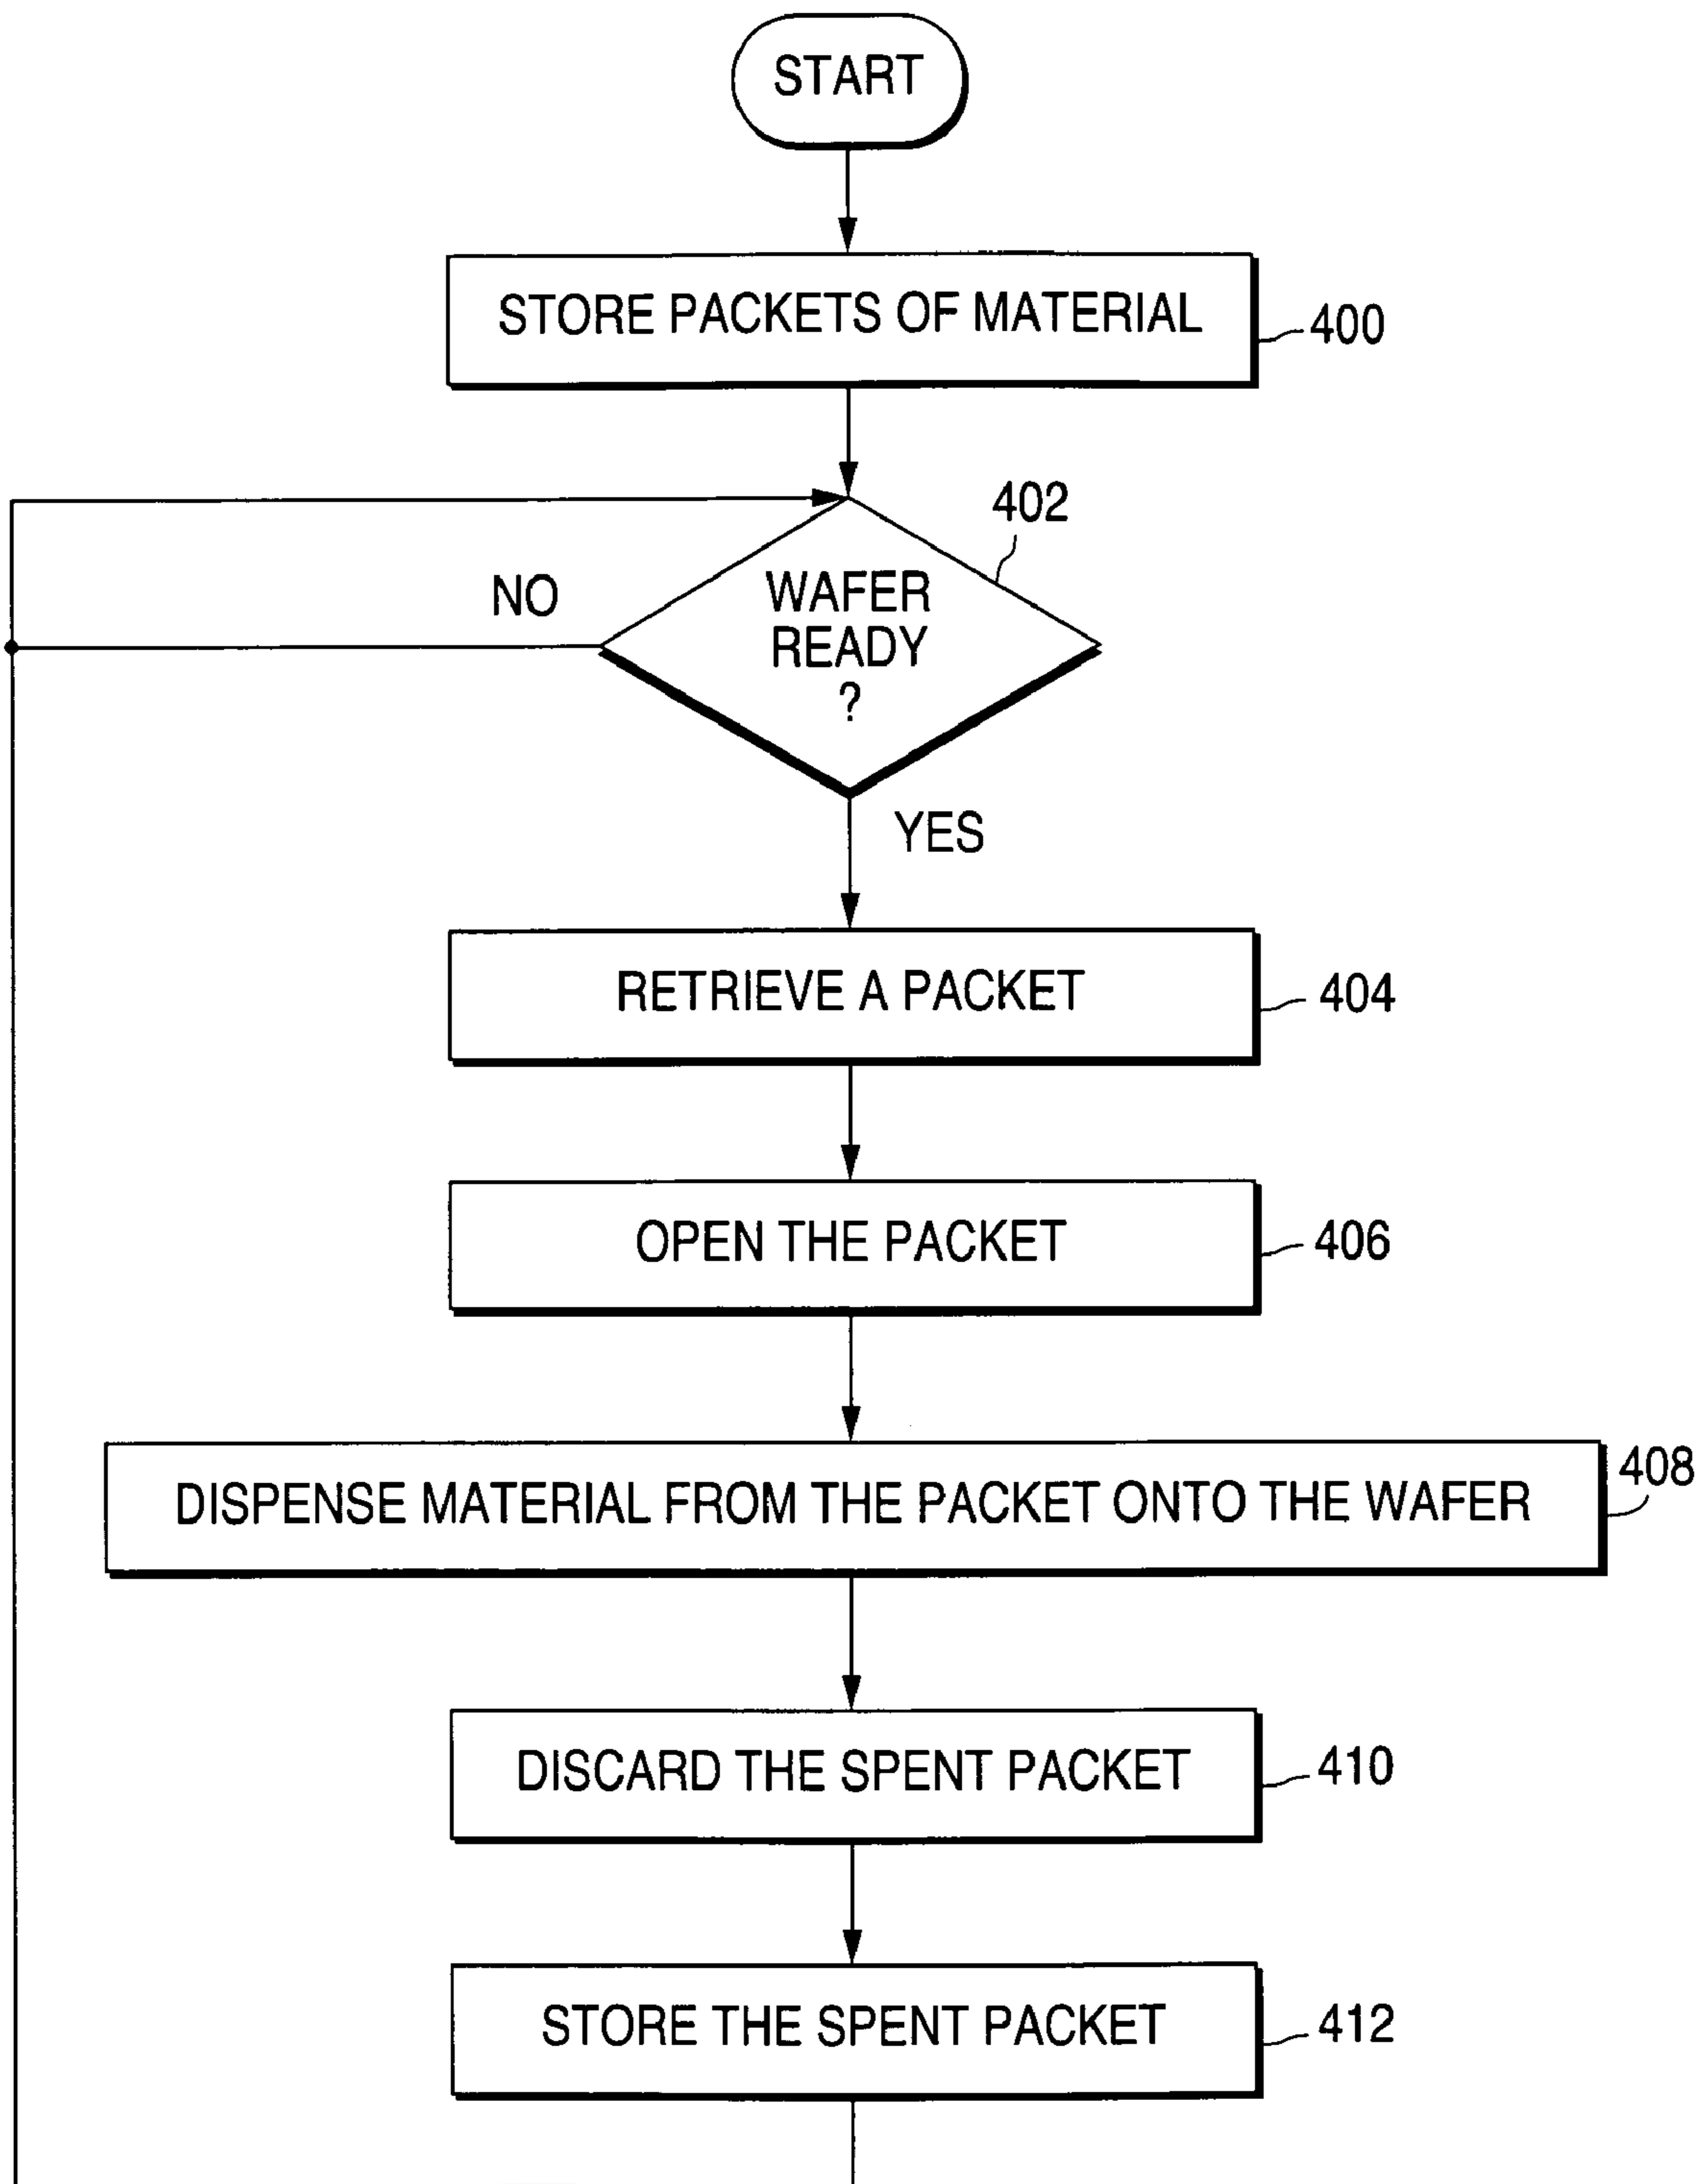 START
STORE PACKETS OF MATERIAL
400
402
NO
WAFER
READY
?
YES
RETRIEVE A PACKET
404
OPEN THE PACKET
406
DISPENSE MATERIAL FROM THE PACKET ONTO THE WAFER
408
DISCARD THE SPENT PACKET
410
STORE THE SPENT PACKET
412